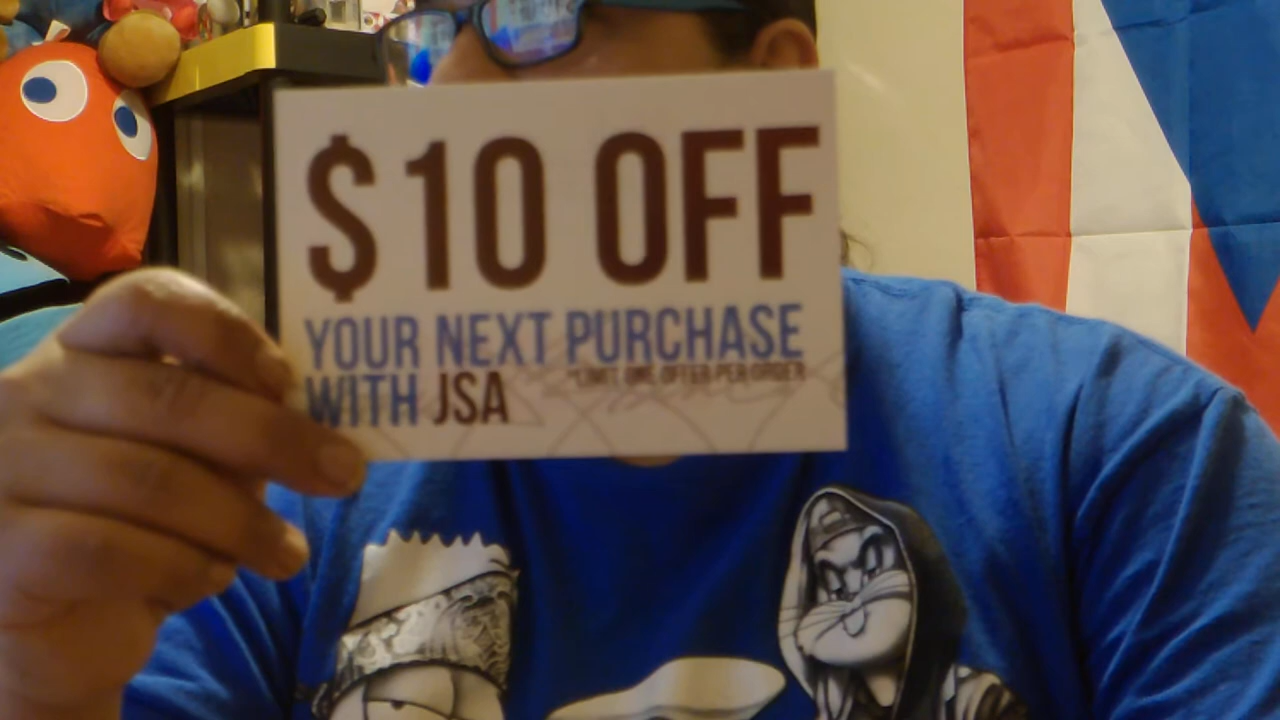 $10 OFF
YOUR NEXT PURCHASE
WITH JSA *LIMIT ONE OFFER PER ORDER